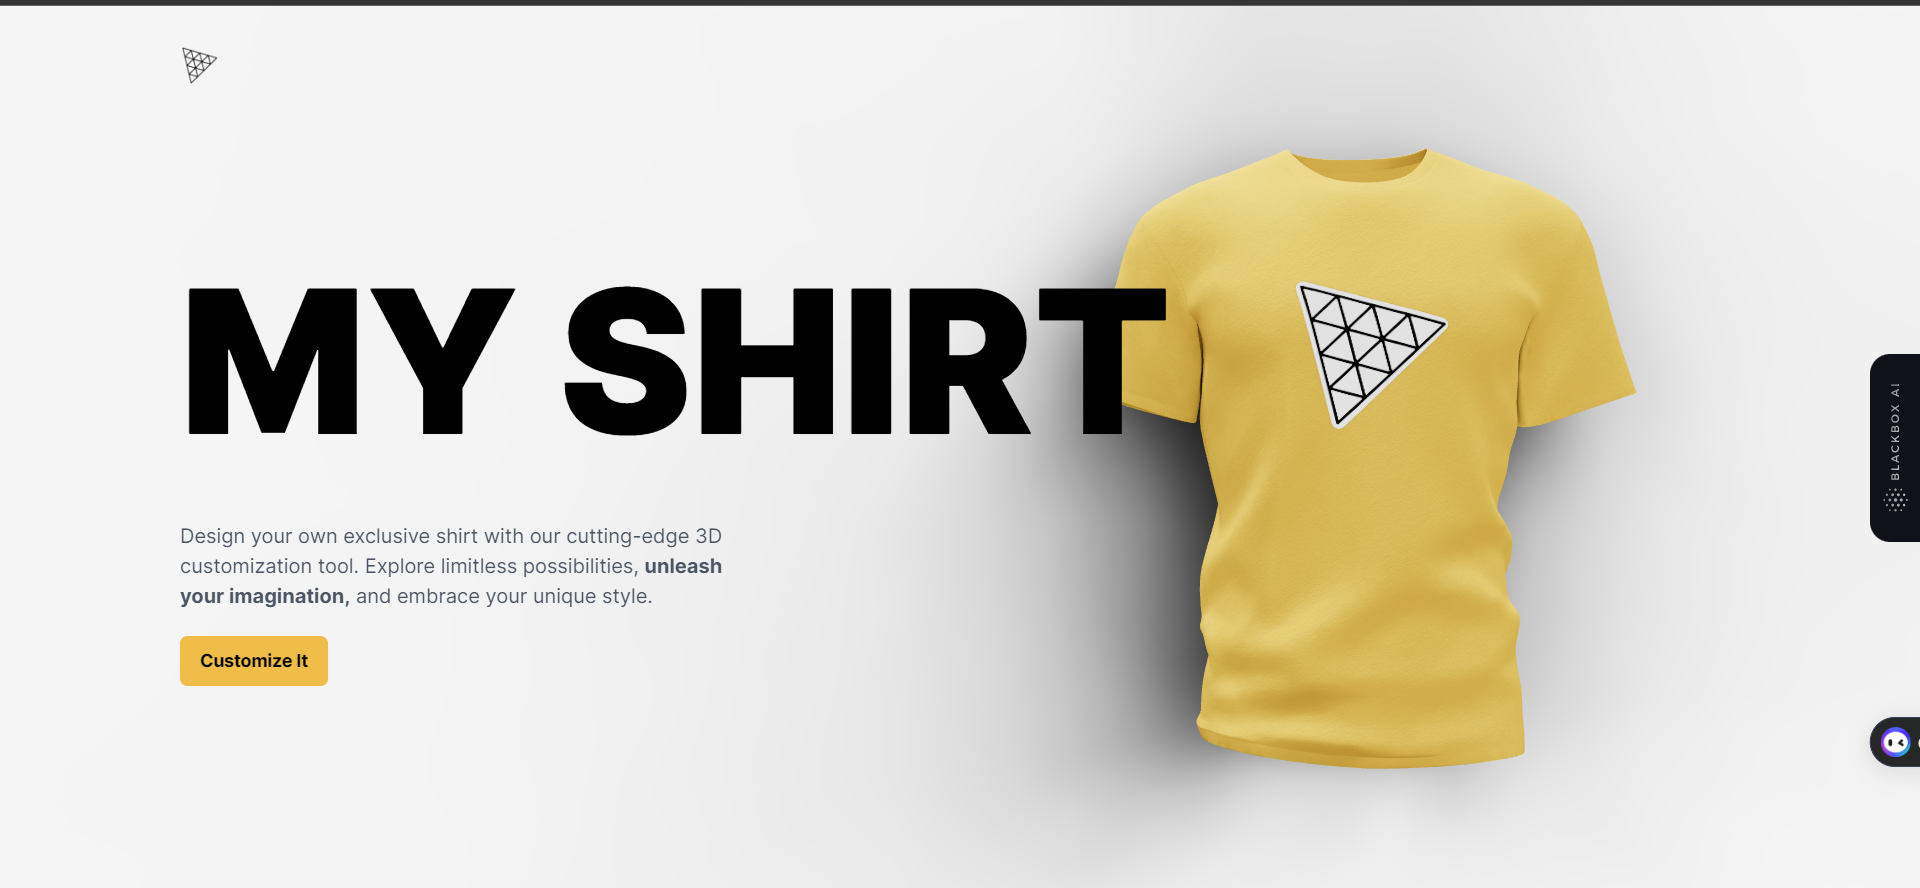 MY SHIRT
Design your own exclusive shirt with our cutting-edge 3D
customization tool. Explore limitless possibilities, unleash
your imagination, and embrace your unique style.
Customize It
BLACKBOX AI